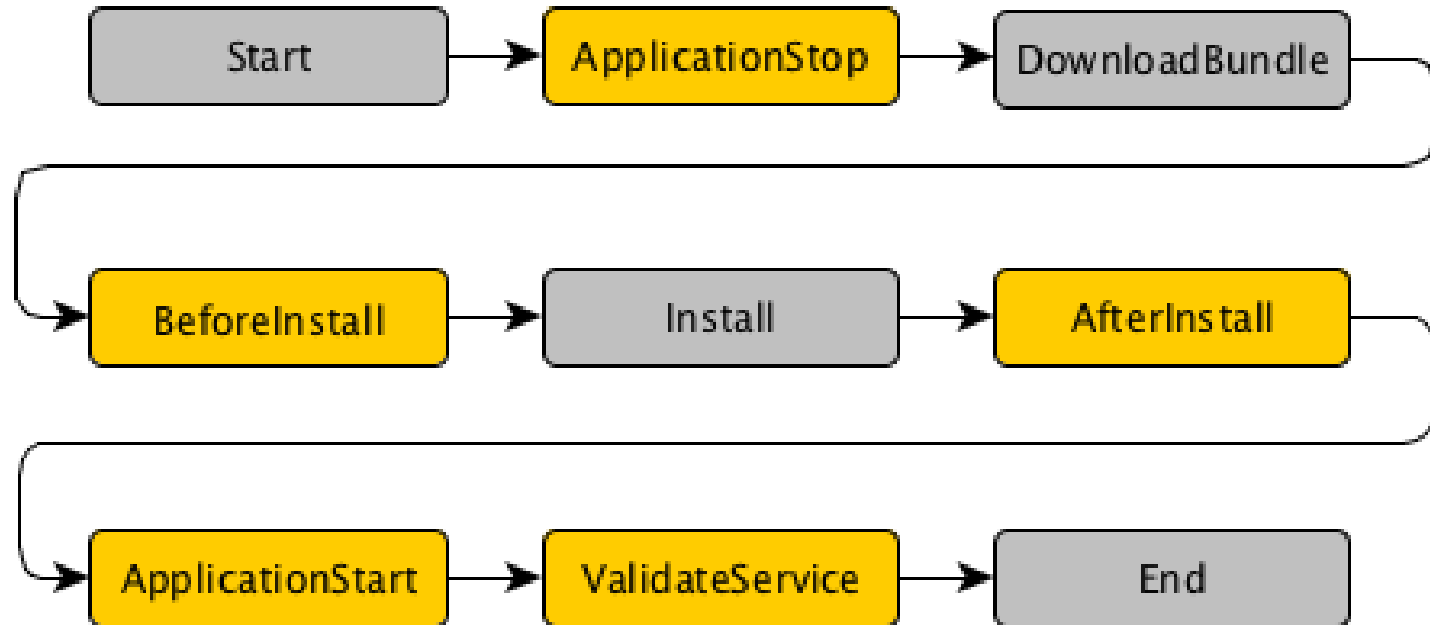 Start
ApplicationStop
DownloadBundle
BeforeInstall
Install
AfterInstall
ApplicationStart
ValidateService
End